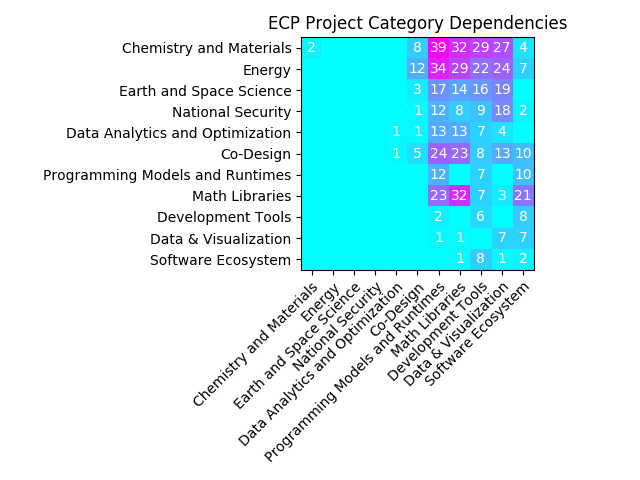 ECP Project Category Dependencies
Chemistry and Materials 2 8 39 32 29 27 4
Energy 12 34 29 22 24 7
Earth and Space Science 3 17 14 16 19
National Security 1 12 8 9 18 2
Data Analytics and Optimization 1 1 13 13 7 4
Co-Design 1 5 24 23 8 13 10
Programming Models and Runtimes 12 7 10
Math Libraries 23 32 7 3 21
Development Tools 2 6 8
Data & Visualization 1 1 7 7
Software Ecosystem 1 8 1 2
Chemistry and Materials
Energy
Earth and Space Science
National Security
Data Analytics and Optimization
Co-Design
Programming Models and Runtimes
Math Libraries
Development Tools
Data & Visualization
Software Ecosystem